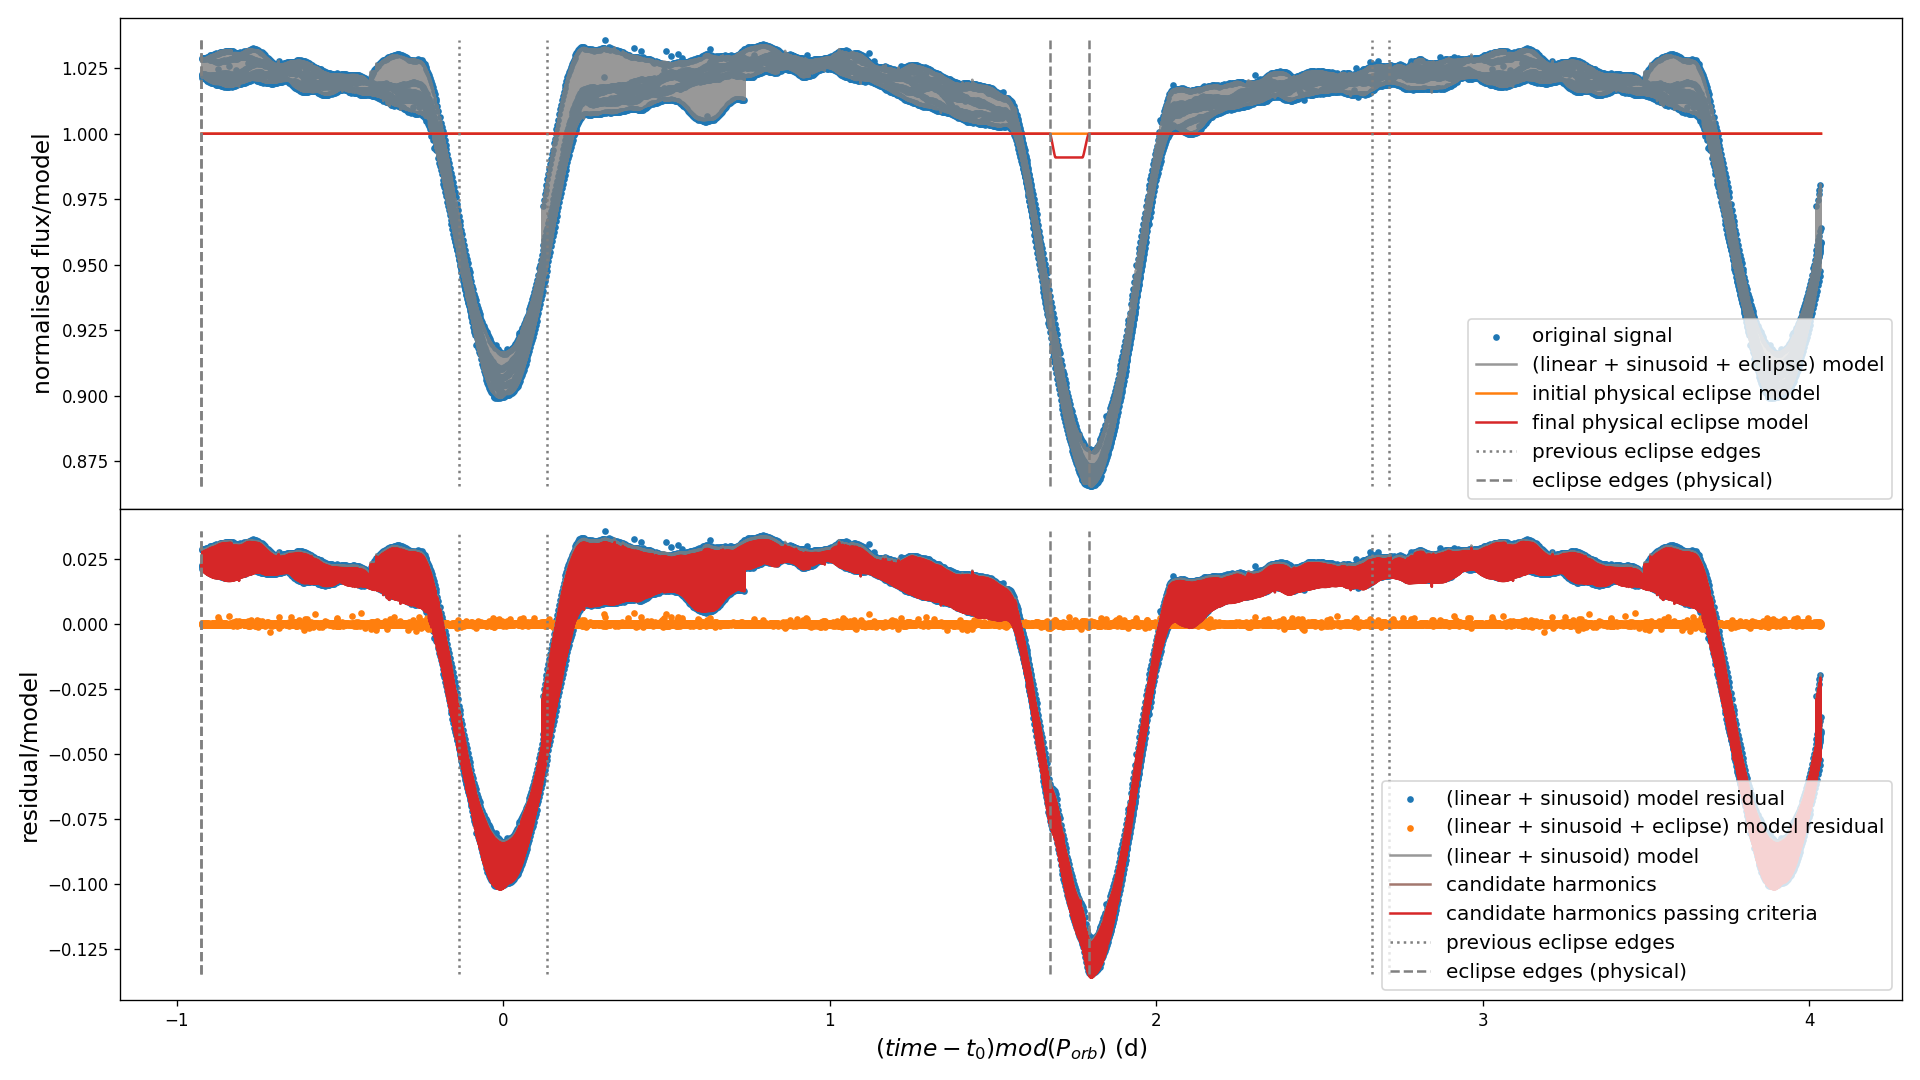 normalised flux/model
1.025
1.000
0.975
0.950
0.925
0.900
0.875
original signal
(linear + sinusoid + eclipse) model
initial physical eclipse model
final physical eclipse model
previous eclipse edges
eclipse edges (physical)
residual/model
0.025
0.000
−0.025
−0.050
−0.075
−0.100
−0.125
(linear + sinusoid) model residual
(linear + sinusoid + eclipse) model residual
(linear + sinusoid) model
candidate harmonics
candidate harmonics passing criteria
previous eclipse edges
eclipse edges (physical)
−1 0 1 2 3 4
(time − t0)mod(Porb) (d)